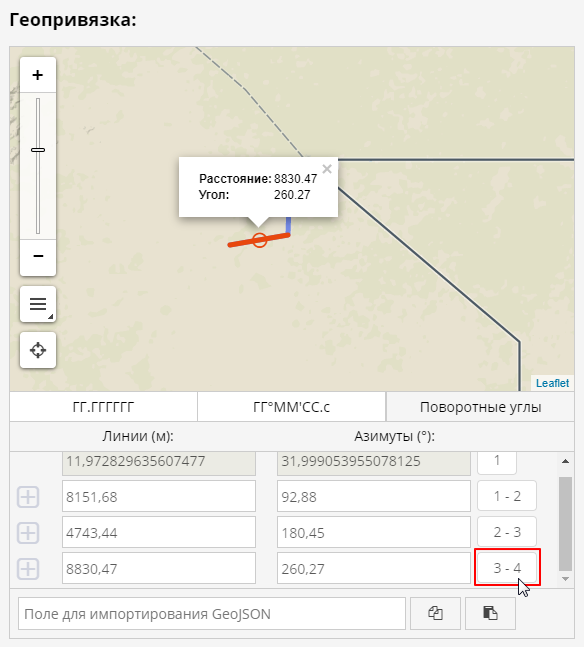 Геопривязка:
+
Расстояние: 8830.47
Угол: 260.27
×
−
Leaflet
ГГ.ГГГГГГ ГГ°ММ'СС.с Поворотные углы
Линии (м): Азимуты (°):
11,972829635607477 31,999053955078125 1
8151,68 92,88 1 - 2
4743,44 180,45 2 - 3
8830,47 260,27 3 - 4
Поле для импортирования GeoJSON